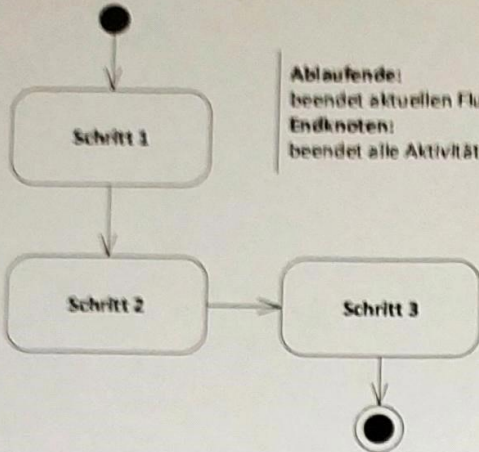 Ablaufende:
beendet aktuellen
Endknoten:
beendet alle
Schritt 1
Schritt 2
Schritt 3